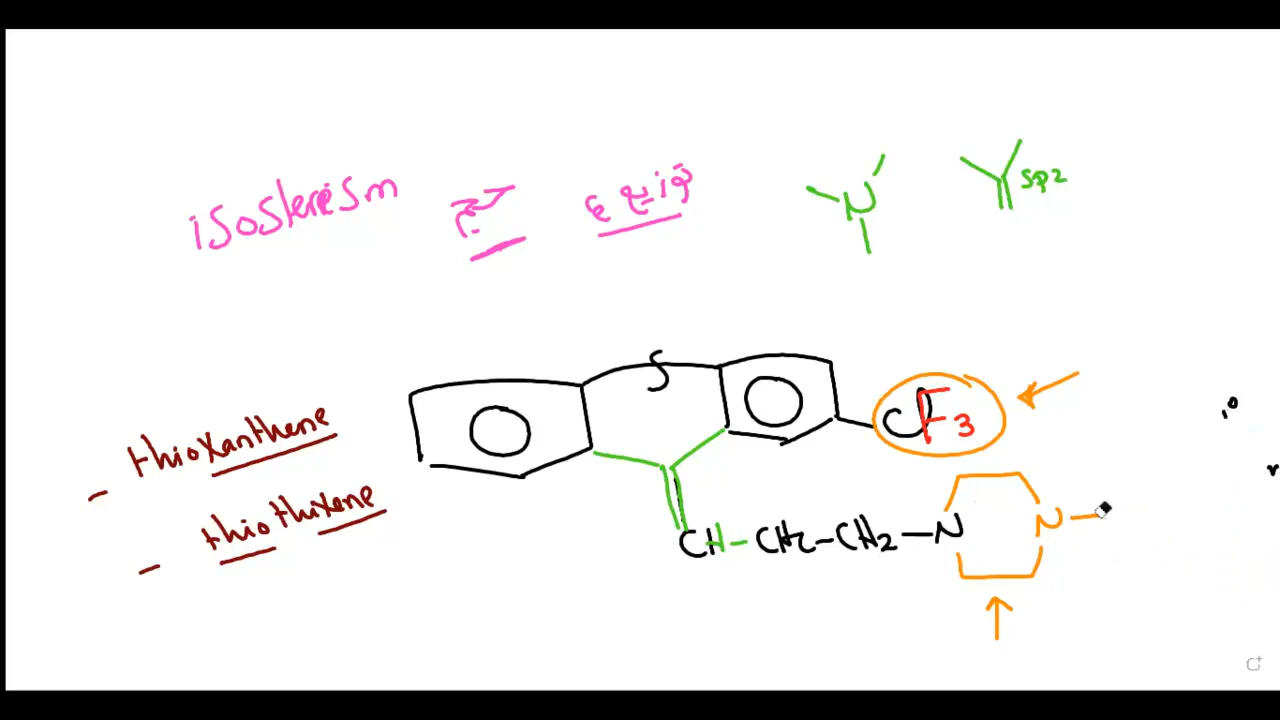 isosterism حجم توزيع e
N sp2
S
CF3
thioxanthene
thiothixene
CH - CH2 - CH2 - N N -